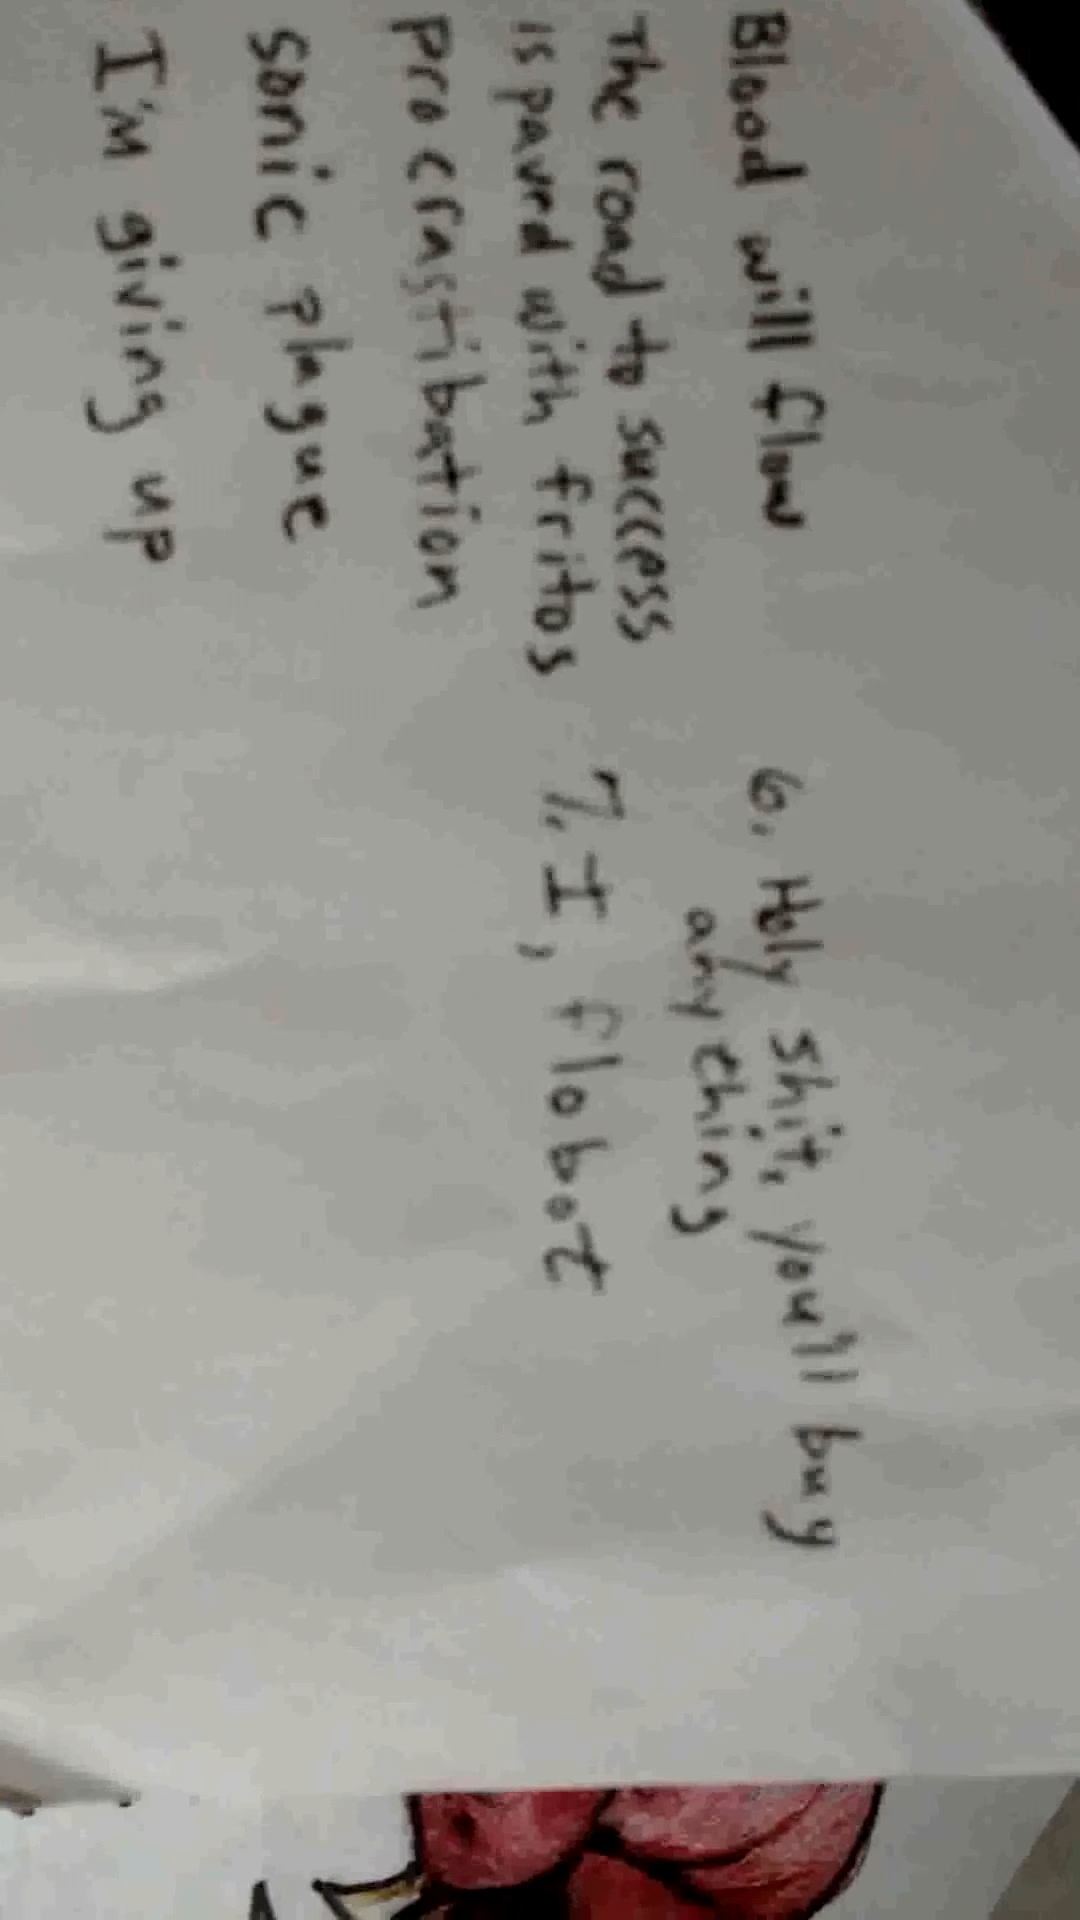 Blood will flow
The road to success
is paved with fritos
Procrastibation
sonic plague
I'm giving up
6. Holy shit, you'll buy
anything
7. I, flobot